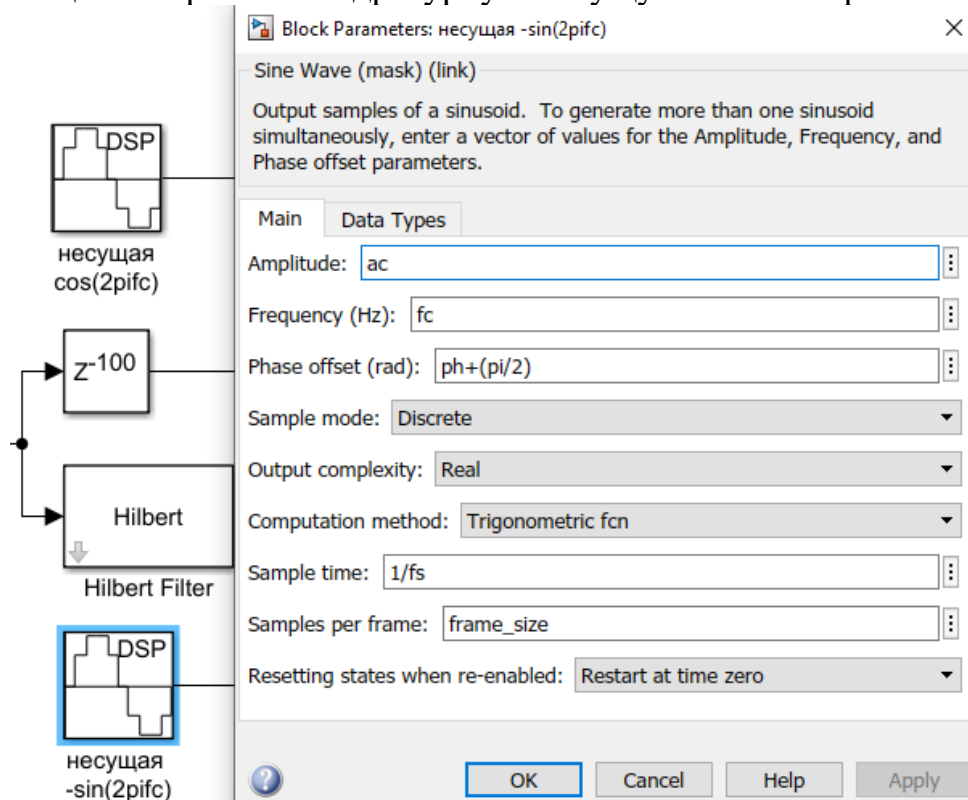 Block Parameters: несущая -sin(2pifc)
Sine Wave (mask) (link)
Output samples of a sinusoid. To generate more than one sinusoid
simultaneously, enter a vector of values for the Amplitude, Frequency, and
Phase offset parameters.
Main Data Types
Amplitude: ac
Frequency (Hz): fc
Phase offset (rad): ph+(pi/2)
Sample mode: Discrete
Output complexity: Real
Computation method: Trigonometric fcn
Sample time: 1/fs
Samples per frame: frame_size
Resetting states when re-enabled: Restart at time zero
OK Cancel Help Apply
DSP
несущая
cos(2pifc)
Z-100
Hilbert
Hilbert Filter
DSP
несущая
-sin(2pifc)